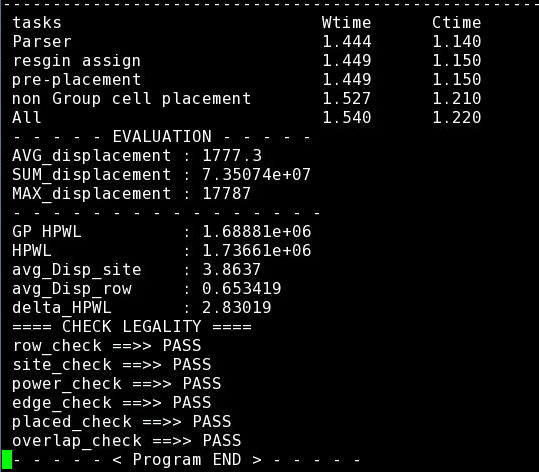 ------------------------------------------------------
tasks Wtime Ctime
Parser 1.444 1.140
resgin assign 1.449 1.150
pre-placement 1.449 1.150
non Group cell placement 1.527 1.210
All 1.540 1.220
- - - - - EVALUATION - - - - -
AVG_displacement : 1777.3
SUM_displacement : 7.35074e+07
MAX_displacement : 17787
- - - - - - - - - - - - - - - -
GP HPWL : 1.68881e+06
HPWL : 1.73661e+06
avg_Disp_site : 3.8637
avg_Disp_row : 0.653419
delta_HPWL : 2.83019
==== CHECK LEGALITY ====
row_check ==>> PASS
site_check ==>> PASS
power_check ==>> PASS
edge_check ==>> PASS
placed_check ==>> PASS
overlap_check ==>> PASS
- - - - - < Program END > - - - - -